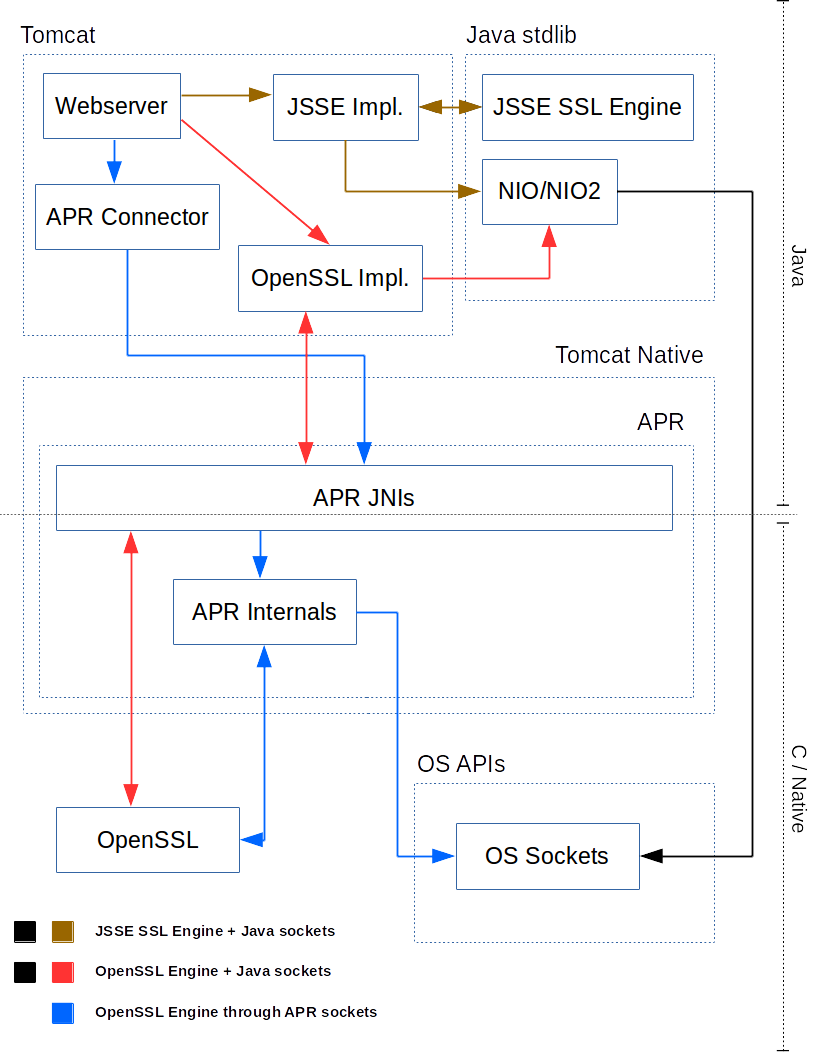 Tomcat
Java stdlib
Webserver
JSSE Impl.
JSSE SSL Engine
NIO/NIO2
APR Connector
OpenSSL Impl.
Java
Tomcat Native
APR
APR JNIs
APR Internals
OS APIs
C / Native
OpenSSL
OS Sockets
JSSE SSL Engine + Java sockets
OpenSSL Engine + Java sockets
OpenSSL Engine through APR sockets